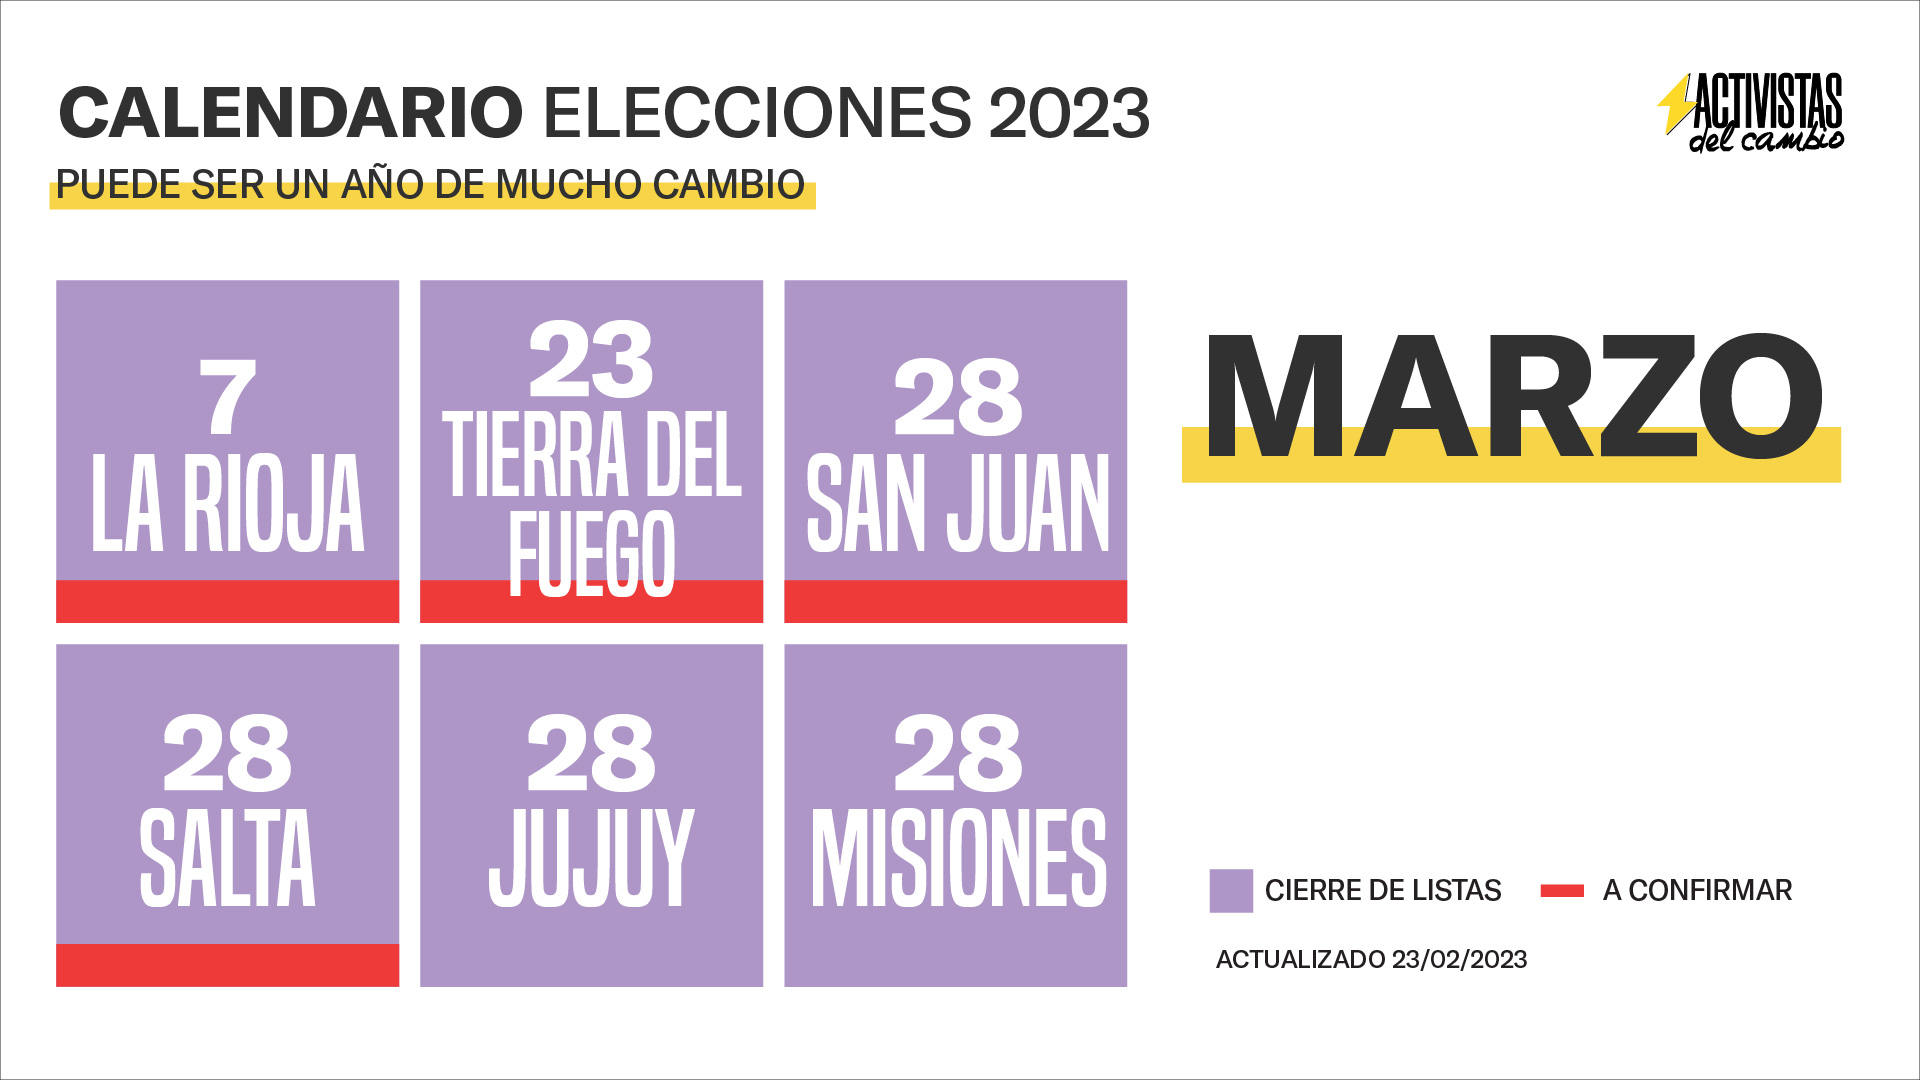 CALENDARIO ELECCIONES 2023
PUEDE SER UN AÑO DE MUCHO CAMBIO
ACTIVISTAS
del cambio
7
LA RIOJA
23
TIERRA DEL
FUEGO
28
SAN JUAN
MARZO
28
SALTA
28
JUJUY
28
MISIONES
CIERRE DE LISTAS
A CONFIRMAR
ACTUALIZADO 23/02/2023